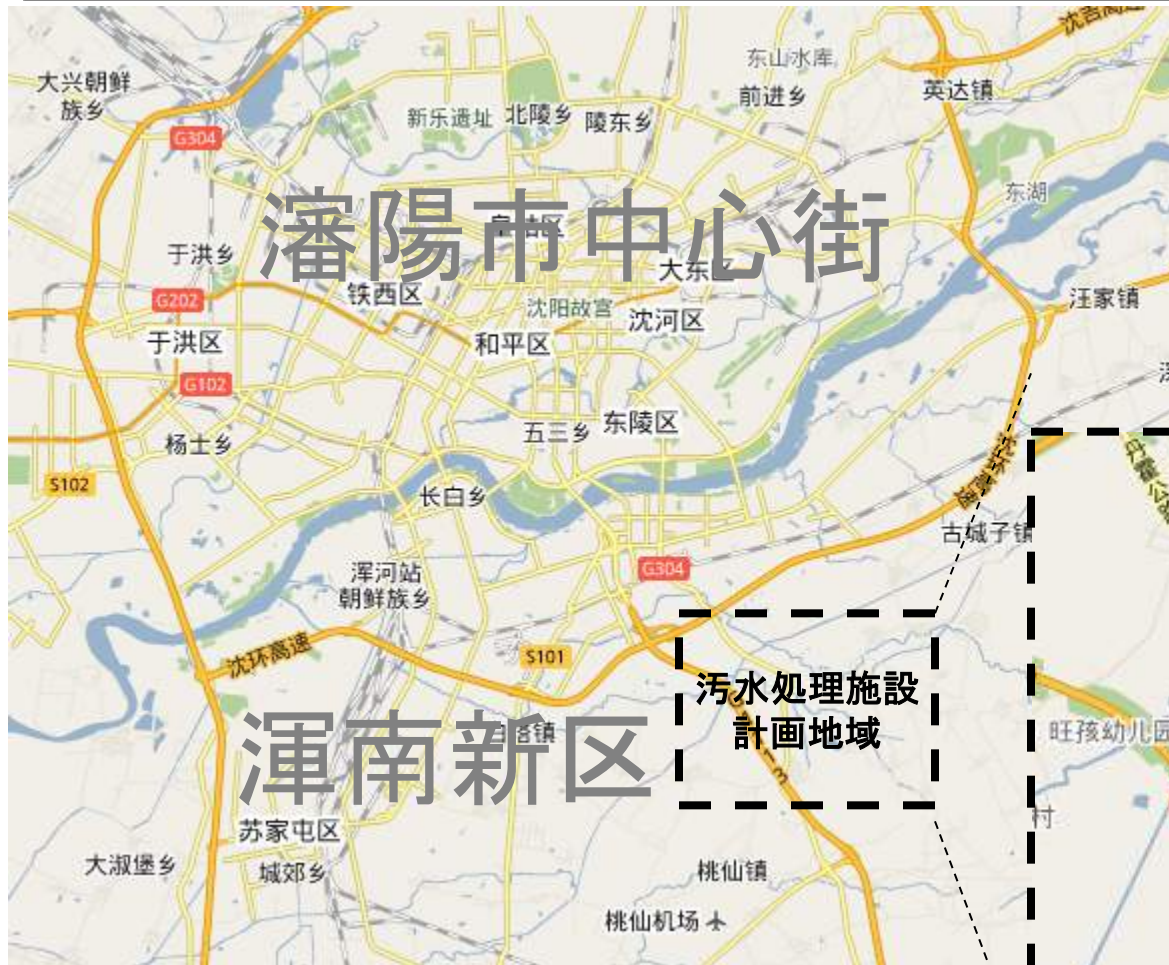 沈吉高速
大兴朝鲜
族乡
东山水库
前进乡
英达镇
新乐遗址
北陵乡
陵东乡
G304
瀋陽市中心街
东湖
于洪乡
大东区
铁西区
G202
沈阳故宫
沈河区
汪家镇
于洪区
和平区
G102
东陵区
五三乡
杨士乡
S102
长白乡
古城子镇
浑河站
朝鲜族乡
G304
沈环高速
S101
汚水処理施設
計画地域
旺孩幼儿园
渾南新区
村
苏家屯区
大淑堡乡
城郊乡
桃仙镇
桃仙机场